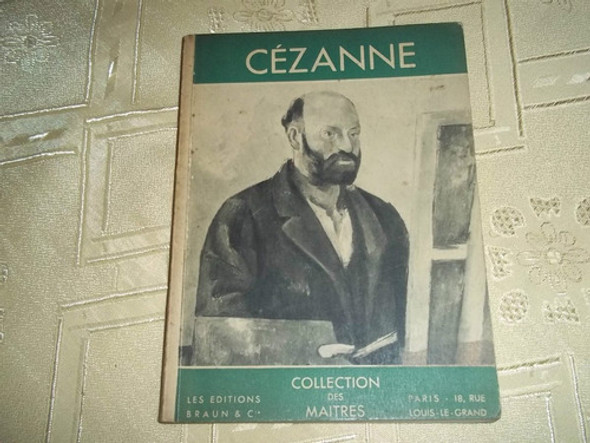 CÉZANNE
LES EDITIONS
BRAUN & Cie
COLLECTION
DES
MAITRES
PARIS - 18, RUE
LOUIS-LE-GRAND